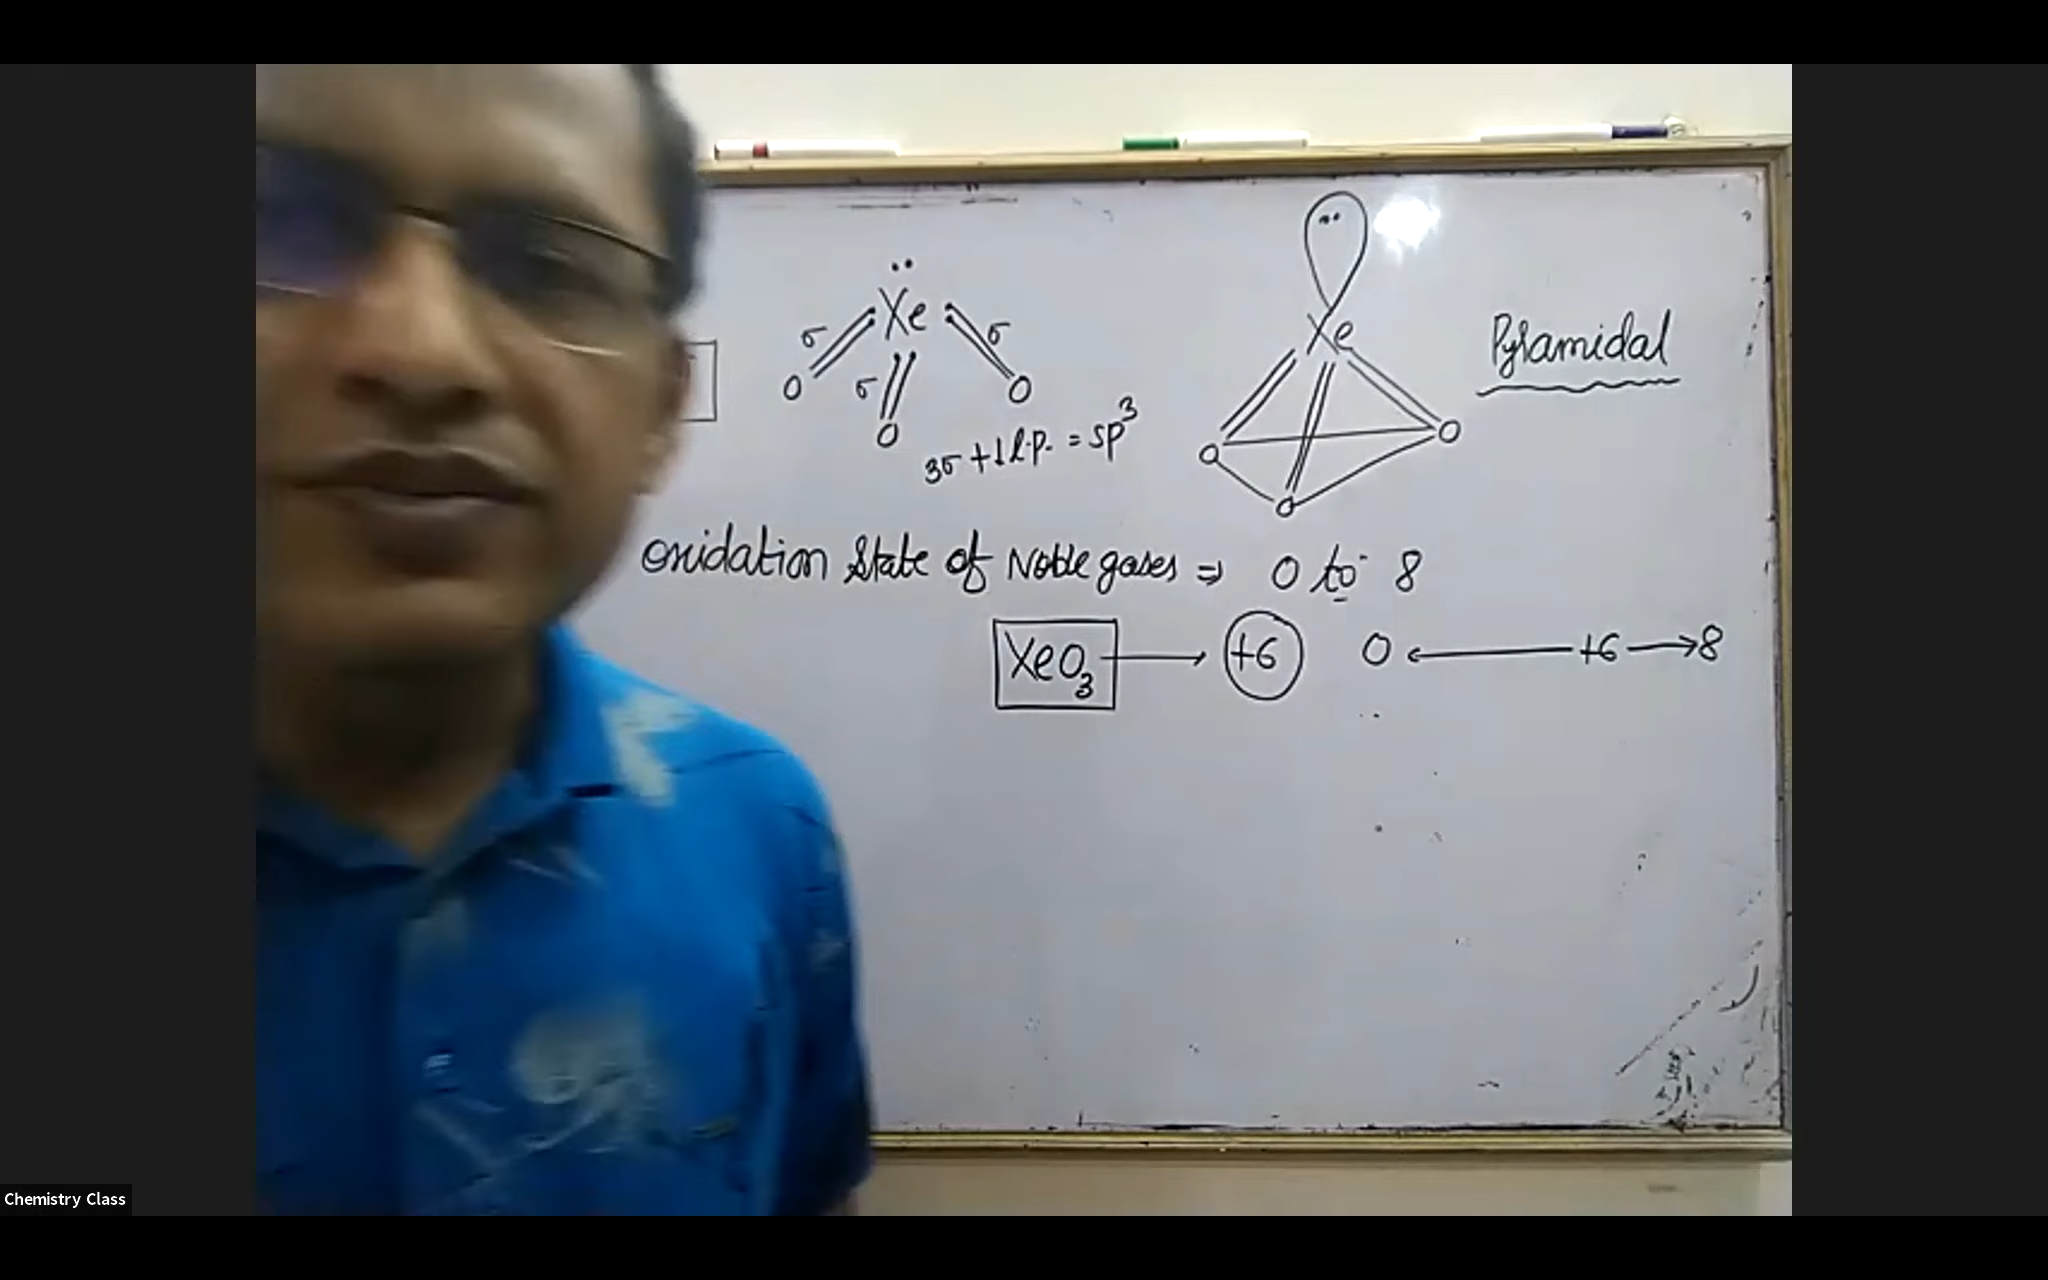 Xe
σ σ
O σ O
O
3σ + 1 l.p. = sp³
Xe
O O
O
Pyramidal
Oxidation State of Noble gases ⇒ 0 to 8
XeO₃ → +6 0 ← +6 → 8
Chemistry Class